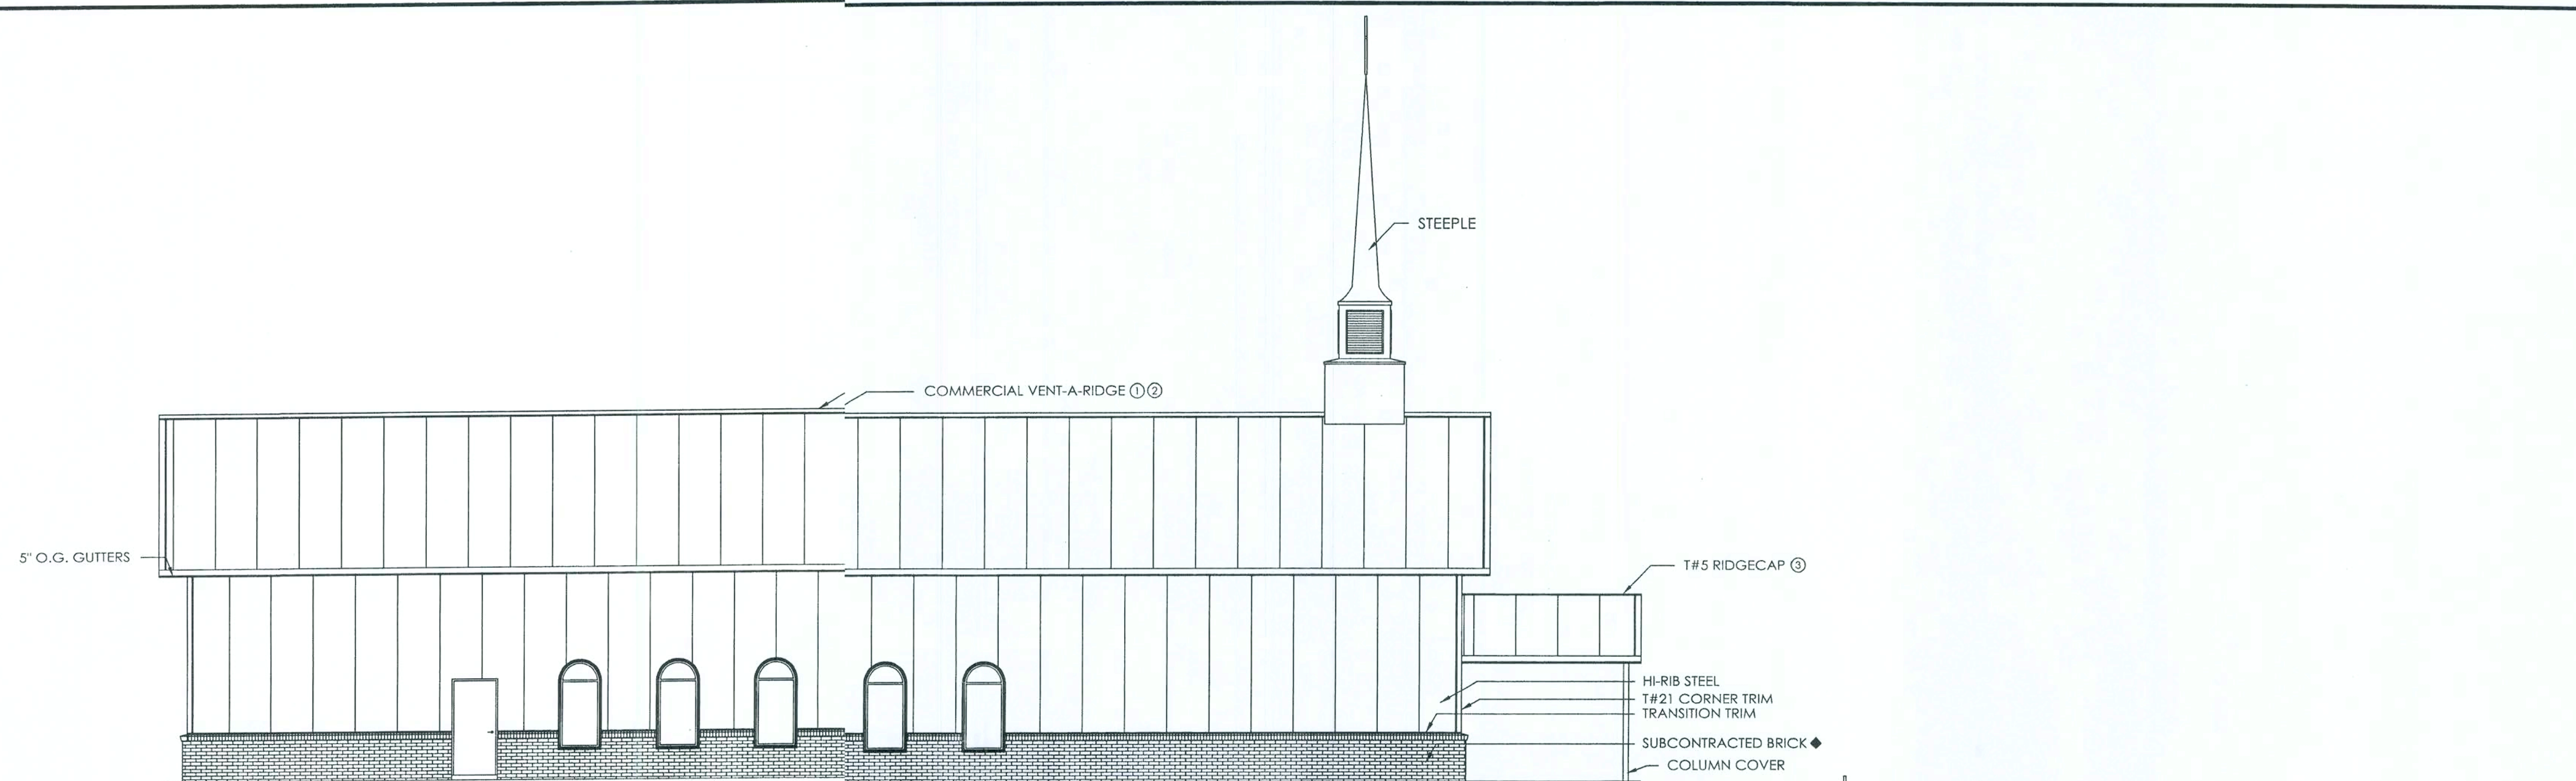 STEEPLE
COMMERCIAL VENT-A-RIDGE ①②
5" O.G. GUTTERS
T#5 RIDGECAP ③
HI-RIB STEEL
T#21 CORNER TRIM
TRANSITION TRIM
SUBCONTRACTED BRICK◆
COLUMN COVER